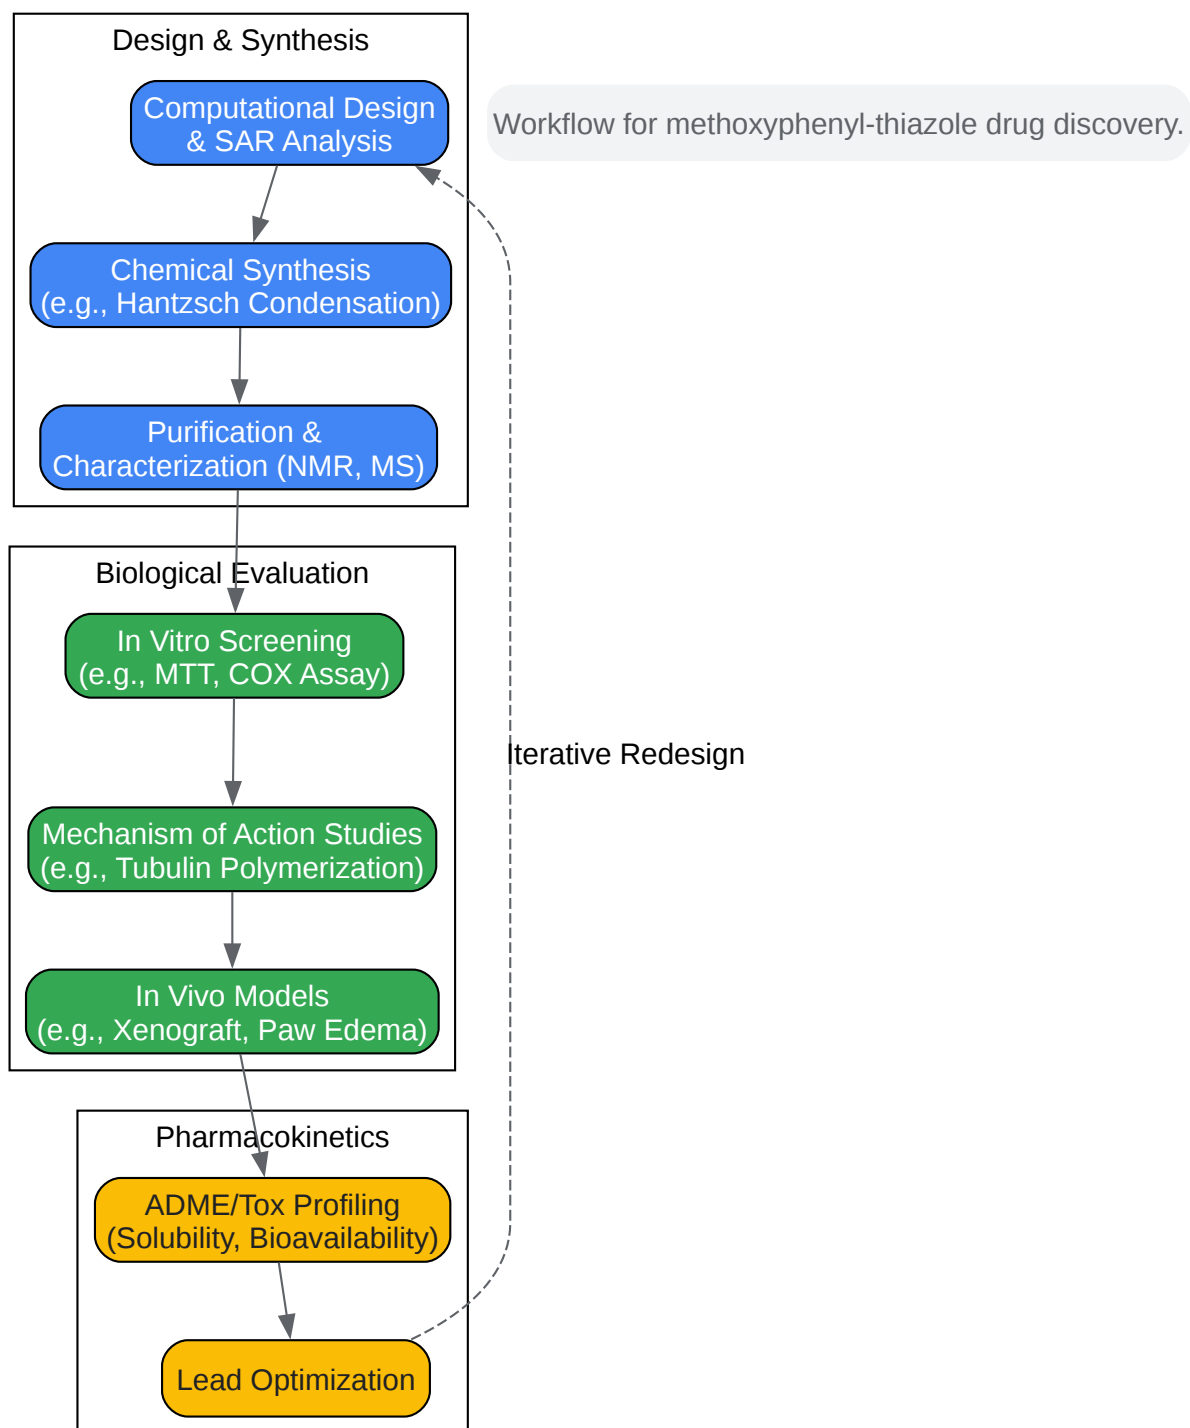 Design & Synthesis
Computational Design
& SAR Analysis
Workflow for methoxyphenyl-thiazole drug discovery.
Chemical Synthesis
(e.g., Hantzsch Condensation)
Purification &
Characterization (NMR, MS)
Biological Evaluation
In Vitro Screening
(e.g., MTT, COX Assay)
Iterative Redesign
Mechanism of Action Studies
(e.g., Tubulin Polymerization)
In Vivo Models
(e.g., Xenograft, Paw Edema)
Pharmacokinetics
ADME/Tox Profiling
(Solubility, Bioavailability)
Lead Optimization